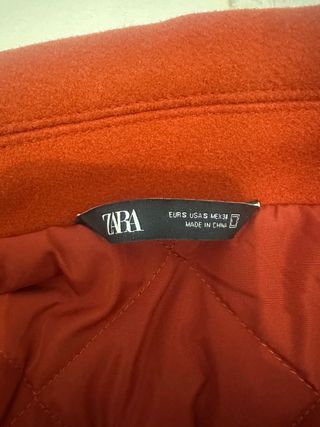 ZARA
EUR S USA S MEX 38
MADE IN CHINA